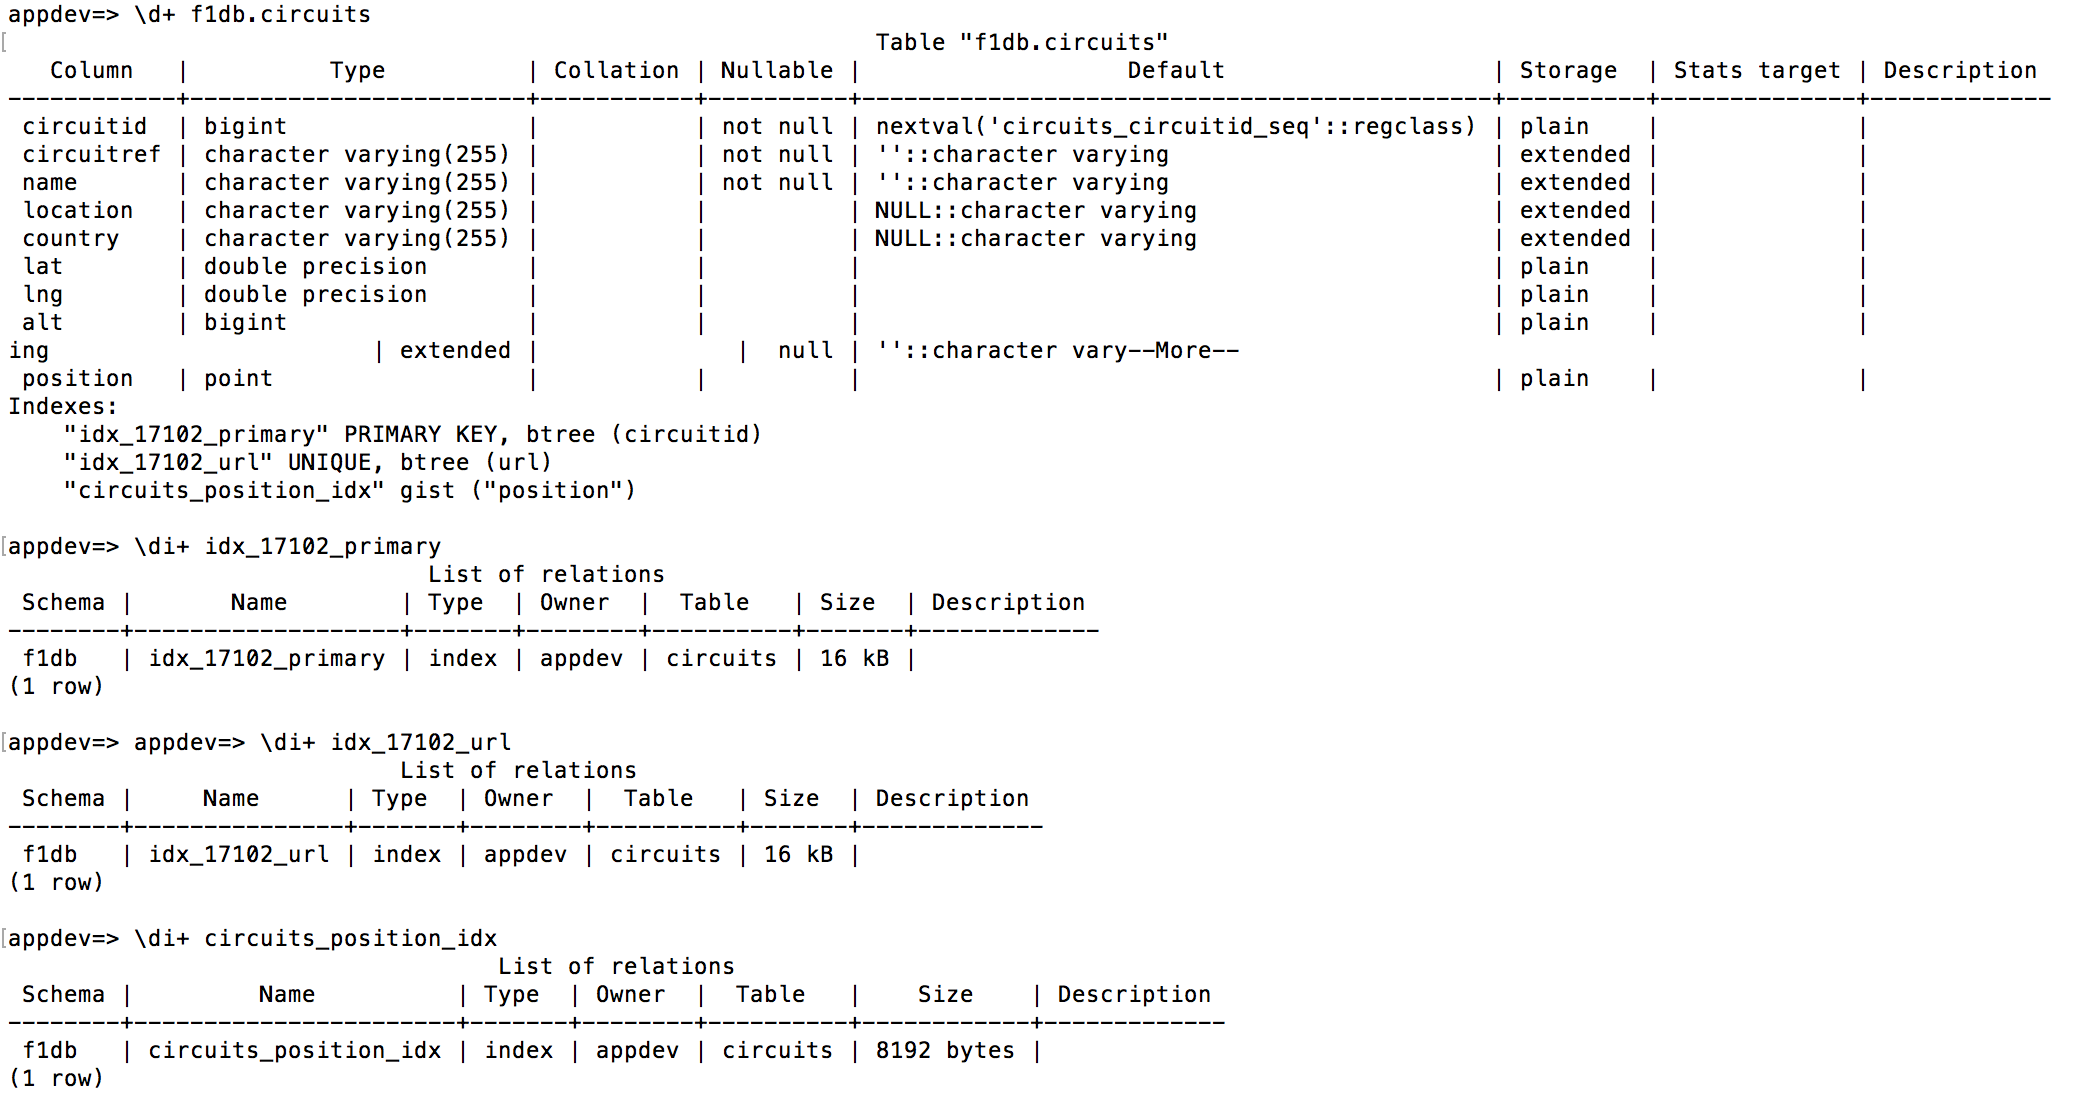 appdev=> \d+ f1db.circuits
[                                                             Table "f1db.circuits"
   Column   |          Type          | Collation | Nullable |                   Default                    | Storage  | Stats target | Description
------------+------------------------+-----------+----------+----------------------------------------------+----------+--------------+-------------
 circuitid  | bigint                 |           | not null | nextval('circuits_circuitid_seq'::regclass) | plain    |              |
 circuitref | character varying(255) |           | not null | ''::character varying                       | extended |              |
 name       | character varying(255) |           | not null | ''::character varying                       | extended |              |
 location   | character varying(255) |           |          | NULL::character varying                     | extended |              |
 country    | character varying(255) |           |          | NULL::character varying                     | extended |              |
 lat        | double precision       |           |          |                                             | plain    |              |
 lng        | double precision       |           |          |                                             | plain    |              |
 alt        | bigint                 |           |          |                                             | plain    |              |
ing                       | extended |              |  null | ''::character vary--More--
 position   | point                  |           |          |                                             | plain    |              |
Indexes:
    "idx_17102_primary" PRIMARY KEY, btree (circuitid)
    "idx_17102_url" UNIQUE, btree (url)
    "circuits_position_idx" gist ("position")
[appdev=> \di+ idx_17102_primary
                              List of relations
 Schema |       Name        | Type  | Owner  |  Table   | Size  | Description
--------+-------------------+-------+--------+----------+-------+-------------
 f1db   | idx_17102_primary | index | appdev | circuits | 16 kB |
(1 row)
[appdev=> appdev=> \di+ idx_17102_url
                            List of relations
 Schema |     Name      | Type  | Owner  |  Table   | Size  | Description
--------+---------------+-------+--------+----------+-------+-------------
 f1db   | idx_17102_url | index | appdev | circuits | 16 kB |
(1 row)
[appdev=> \di+ circuits_position_idx
                                   List of relations
 Schema |         Name          | Type  | Owner  |  Table   |    Size    | Description
--------+-----------------------+-------+--------+----------+------------+-------------
 f1db   | circuits_position_idx | index | appdev | circuits | 8192 bytes |
(1 row)